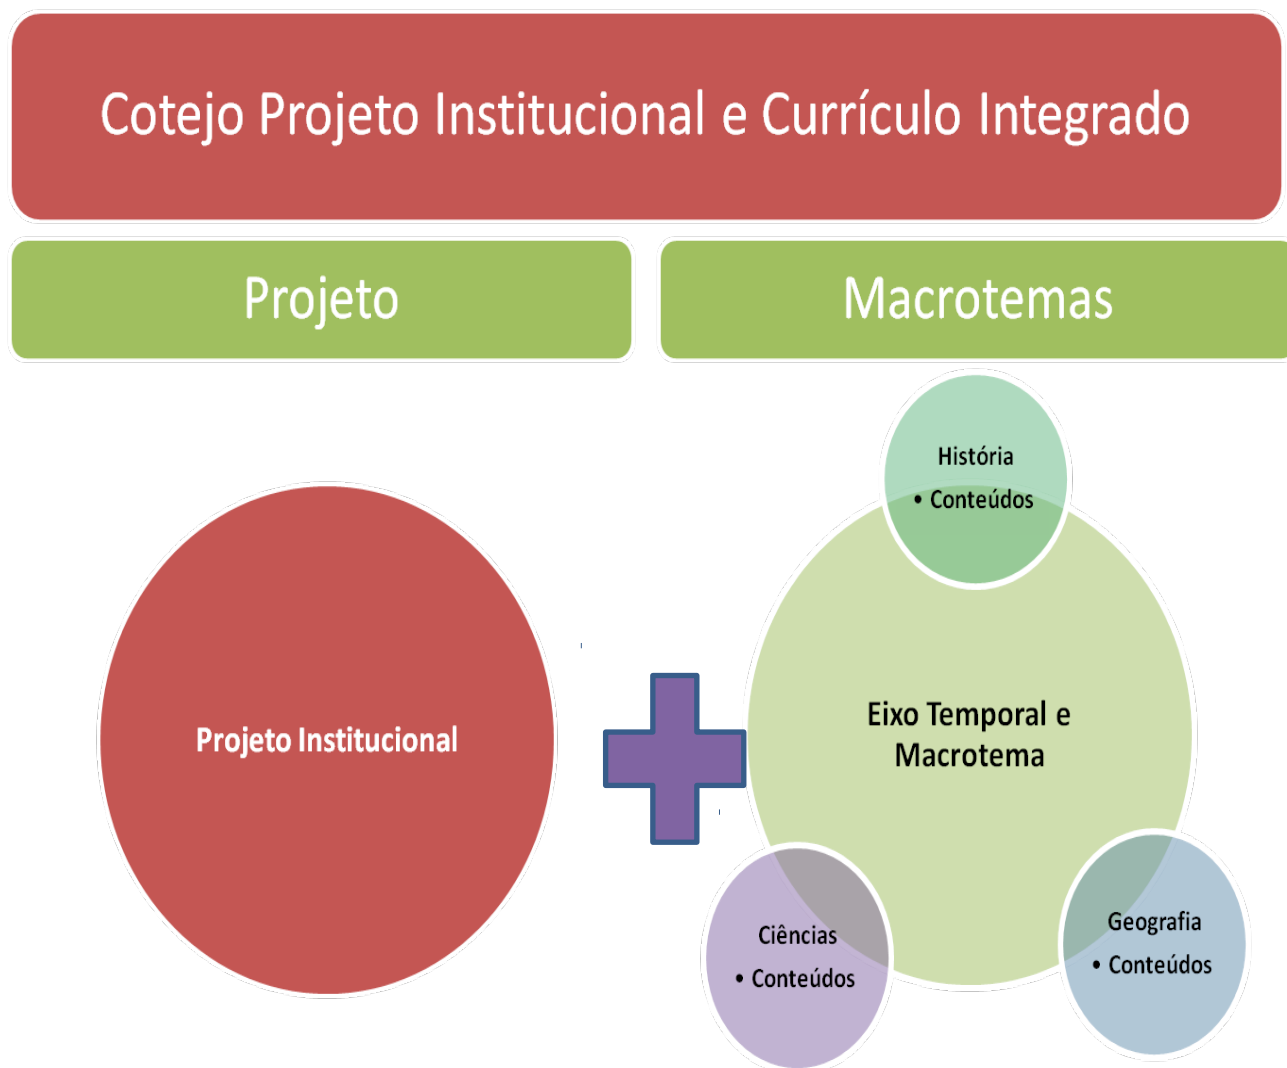 Cotejo Projeto Institucional e Currículo Integrado
Projeto
Macrotemas
História
• Conteúdos
Projeto Institucional
Eixo Temporal e
Macrotema
Ciências
• Conteúdos
Geografia
• Conteúdos